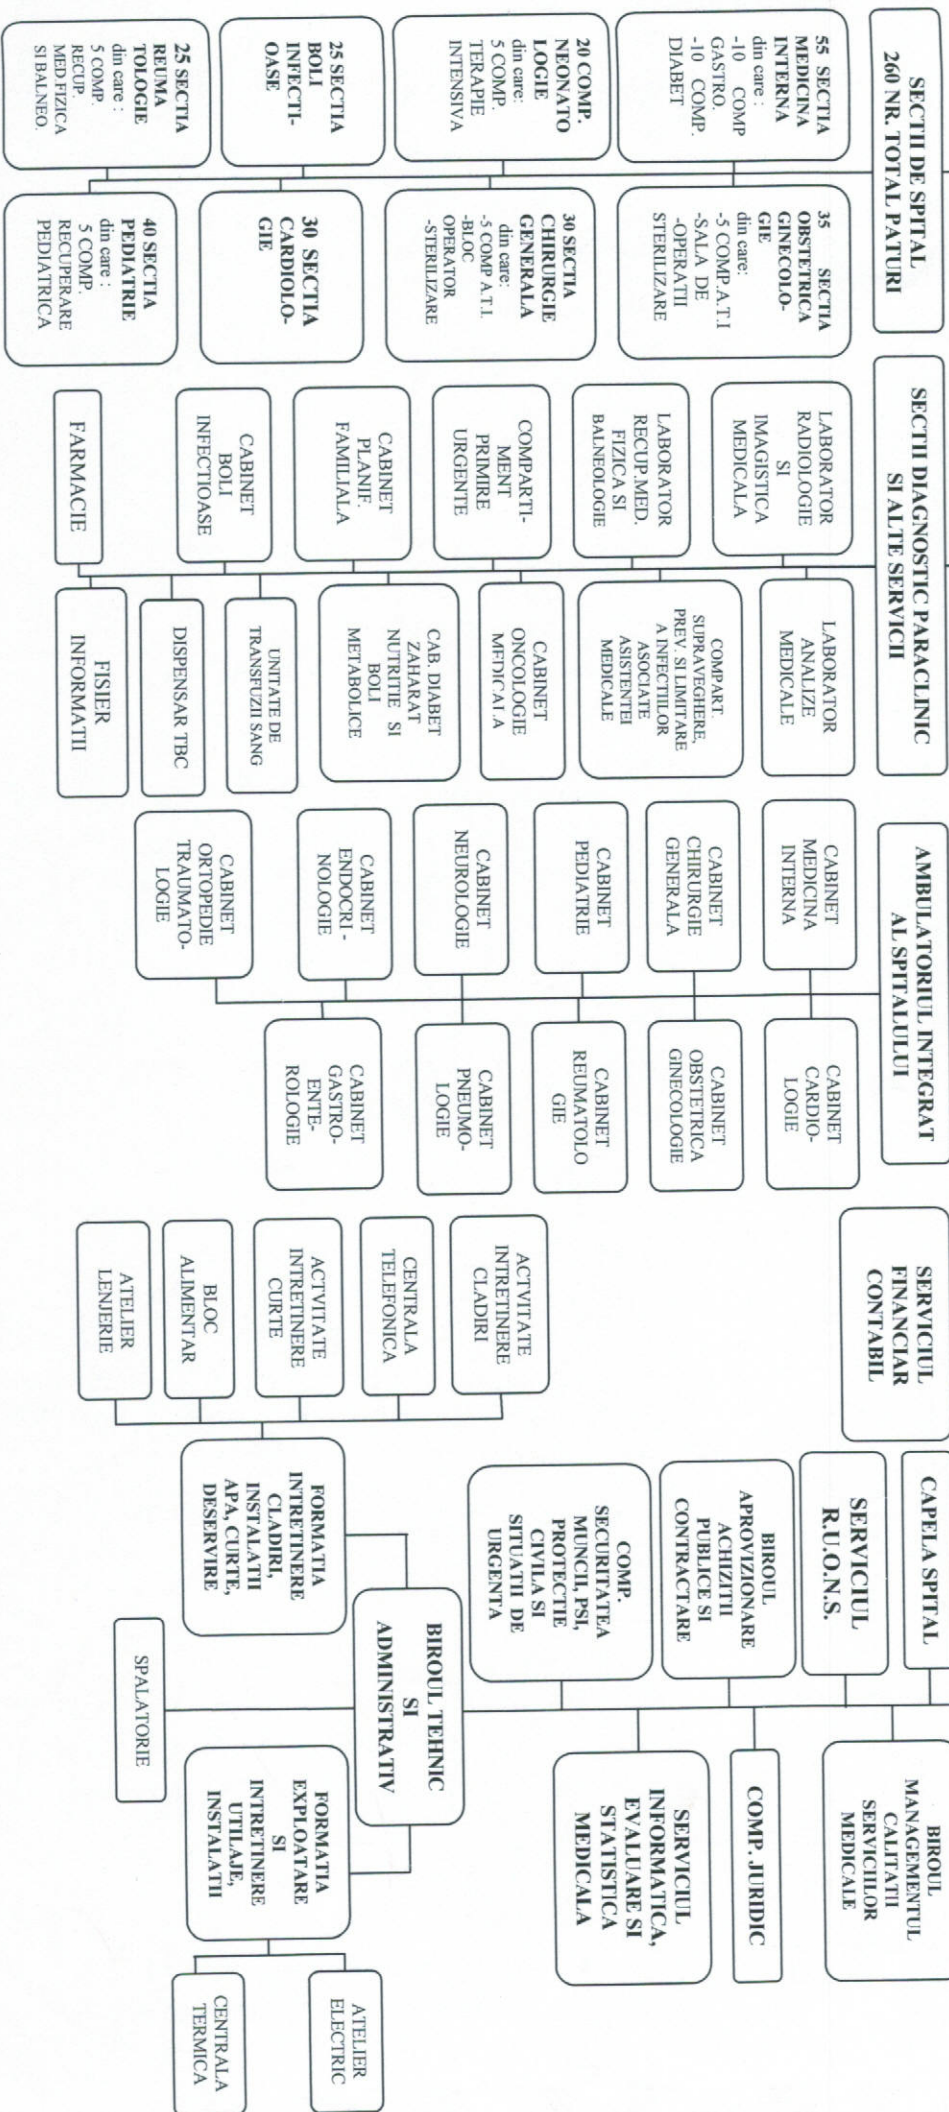 SECTII DE SPITAL
260 NR. TOTAL PATURI
55 SECTIA
MEDICINA
INTERNA
din care :
-10 COMP
GASTRO.
-10 COMP.
DIABET
35 SECTIA
OBSTETRICA
GINECOLO-
GIE
din care:
-5 COMP.A.T.I
-SALA DE
-OPERATII
STERILIZARE
20 COMP.
NEONATO
LOGIE
din care:
5 COMP.
TERAPIE
INTENSIVA
30 SECTIA
CHIRURGIE
GENERALA
din care:
-5 COMP A.T.I.
-BLOC
OPERATOR
-STERILIZARE
25 SECTIA
BOLI
INFECTI-
OASE
30 SECTIA
CARDIOLO-
GIE
25 SECTIA
REUMA
TOLOGIE
din care :
5 COMP.
RECUP.
MED.FIZICA
SI BALNEO.
40 SECTIA
PEDIATRIE
din care :
5 COMP.
RECUPERARE
PEDIATRICA
SECTII DIAGNOSTIC PARACLINIC
SI ALTE SERVICII
LABORATOR
RADIOLOGIE
SI
IMAGISTICA
MEDICALA
LABORATOR
ANALIZE
MEDICALE
LABORATOR
RECUP.MED.
FIZICA SI
BALNEOLOGIE
COMPART.
SUPRAVEGHERE,
PREV. SI LIMITARE
A INFECTIILOR
ASOCIATE
ASISTENTEI
MEDICALE
COMPARTI-
MENT
PRIMIRE
URGENTE
CABINET
ONCOLOGIE
MEDICALA
CABINET
PLANIF.
FAMILIALA
CAB. DIABET
ZAHARAT
NUTRITIE SI
BOLI
METABOLICE
CABINET
BOLI
INFECTIOASE
UNITATE DE
TRANSFUZII SANG
DISPENSAR TBC
FARMACIE
FISIER
INFORMATII
AMBULATORIUL INTEGRAT
AL SPITALULUI
CABINET
MEDICINA
INTERNA
CABINET
CARDIO-
LOGIE
CABINET
CHIRURGIE
GENERALA
CABINET
OBSTETRICA
GINECOLOGIE
CABINET
PEDIATRIE
CABINET
REUMATOLO
GIE
CABINET
NEUROLOGIE
CABINET
PNEUMO-
LOGIE
CABINET
ENDOCRI -
NOLOGIE
CABINET
GASTRO-
ENTE-
ROLOGIE
CABINET
ORTOPEDIE
TRAUMATO-
LOGIE
SERVICIUL
FINANCIAR
CONTABIL
CAPELA SPITAL
BIROUL
MANAGEMENTUL
CALITATII
SERVICIILOR
MEDICALE
SERVICIUL
R.U.O.N.S.
BIROUL
APROVIZIONARE
ACHIZITII
PUBLICE SI
CONTRACTARE
COMP. JURIDIC
COMP.
SECURITATEA
MUNCII, PSI,
PROTECTIE
CIVILA SI
SITUATII DE
URGENTA
SERVICIUL
INFORMATICA,
EVALUARE SI
STATISTICA
MEDICALA
BIROUL TEHNIC
SI
ADMINISTRATIV
FORMATIA
INTRETINERE
CLADIRI,
INSTALATII
APA, CURTE,
DESERVIRE
FORMATIA
EXPLOATARE
SI
INTRETINERE
UTILAJE,
INSTALATII
SPALATORIE
ACTVITATE
INTRETINERE
CLADIRI
CENTRALA
TELEFONICA
ACTVITATE
INTRETINERE
CURTE
BLOC
ALIMENTAR
ATELIER
LENJERIE
ATELIER
ELECTRIC
CENTRALA
TERMICA